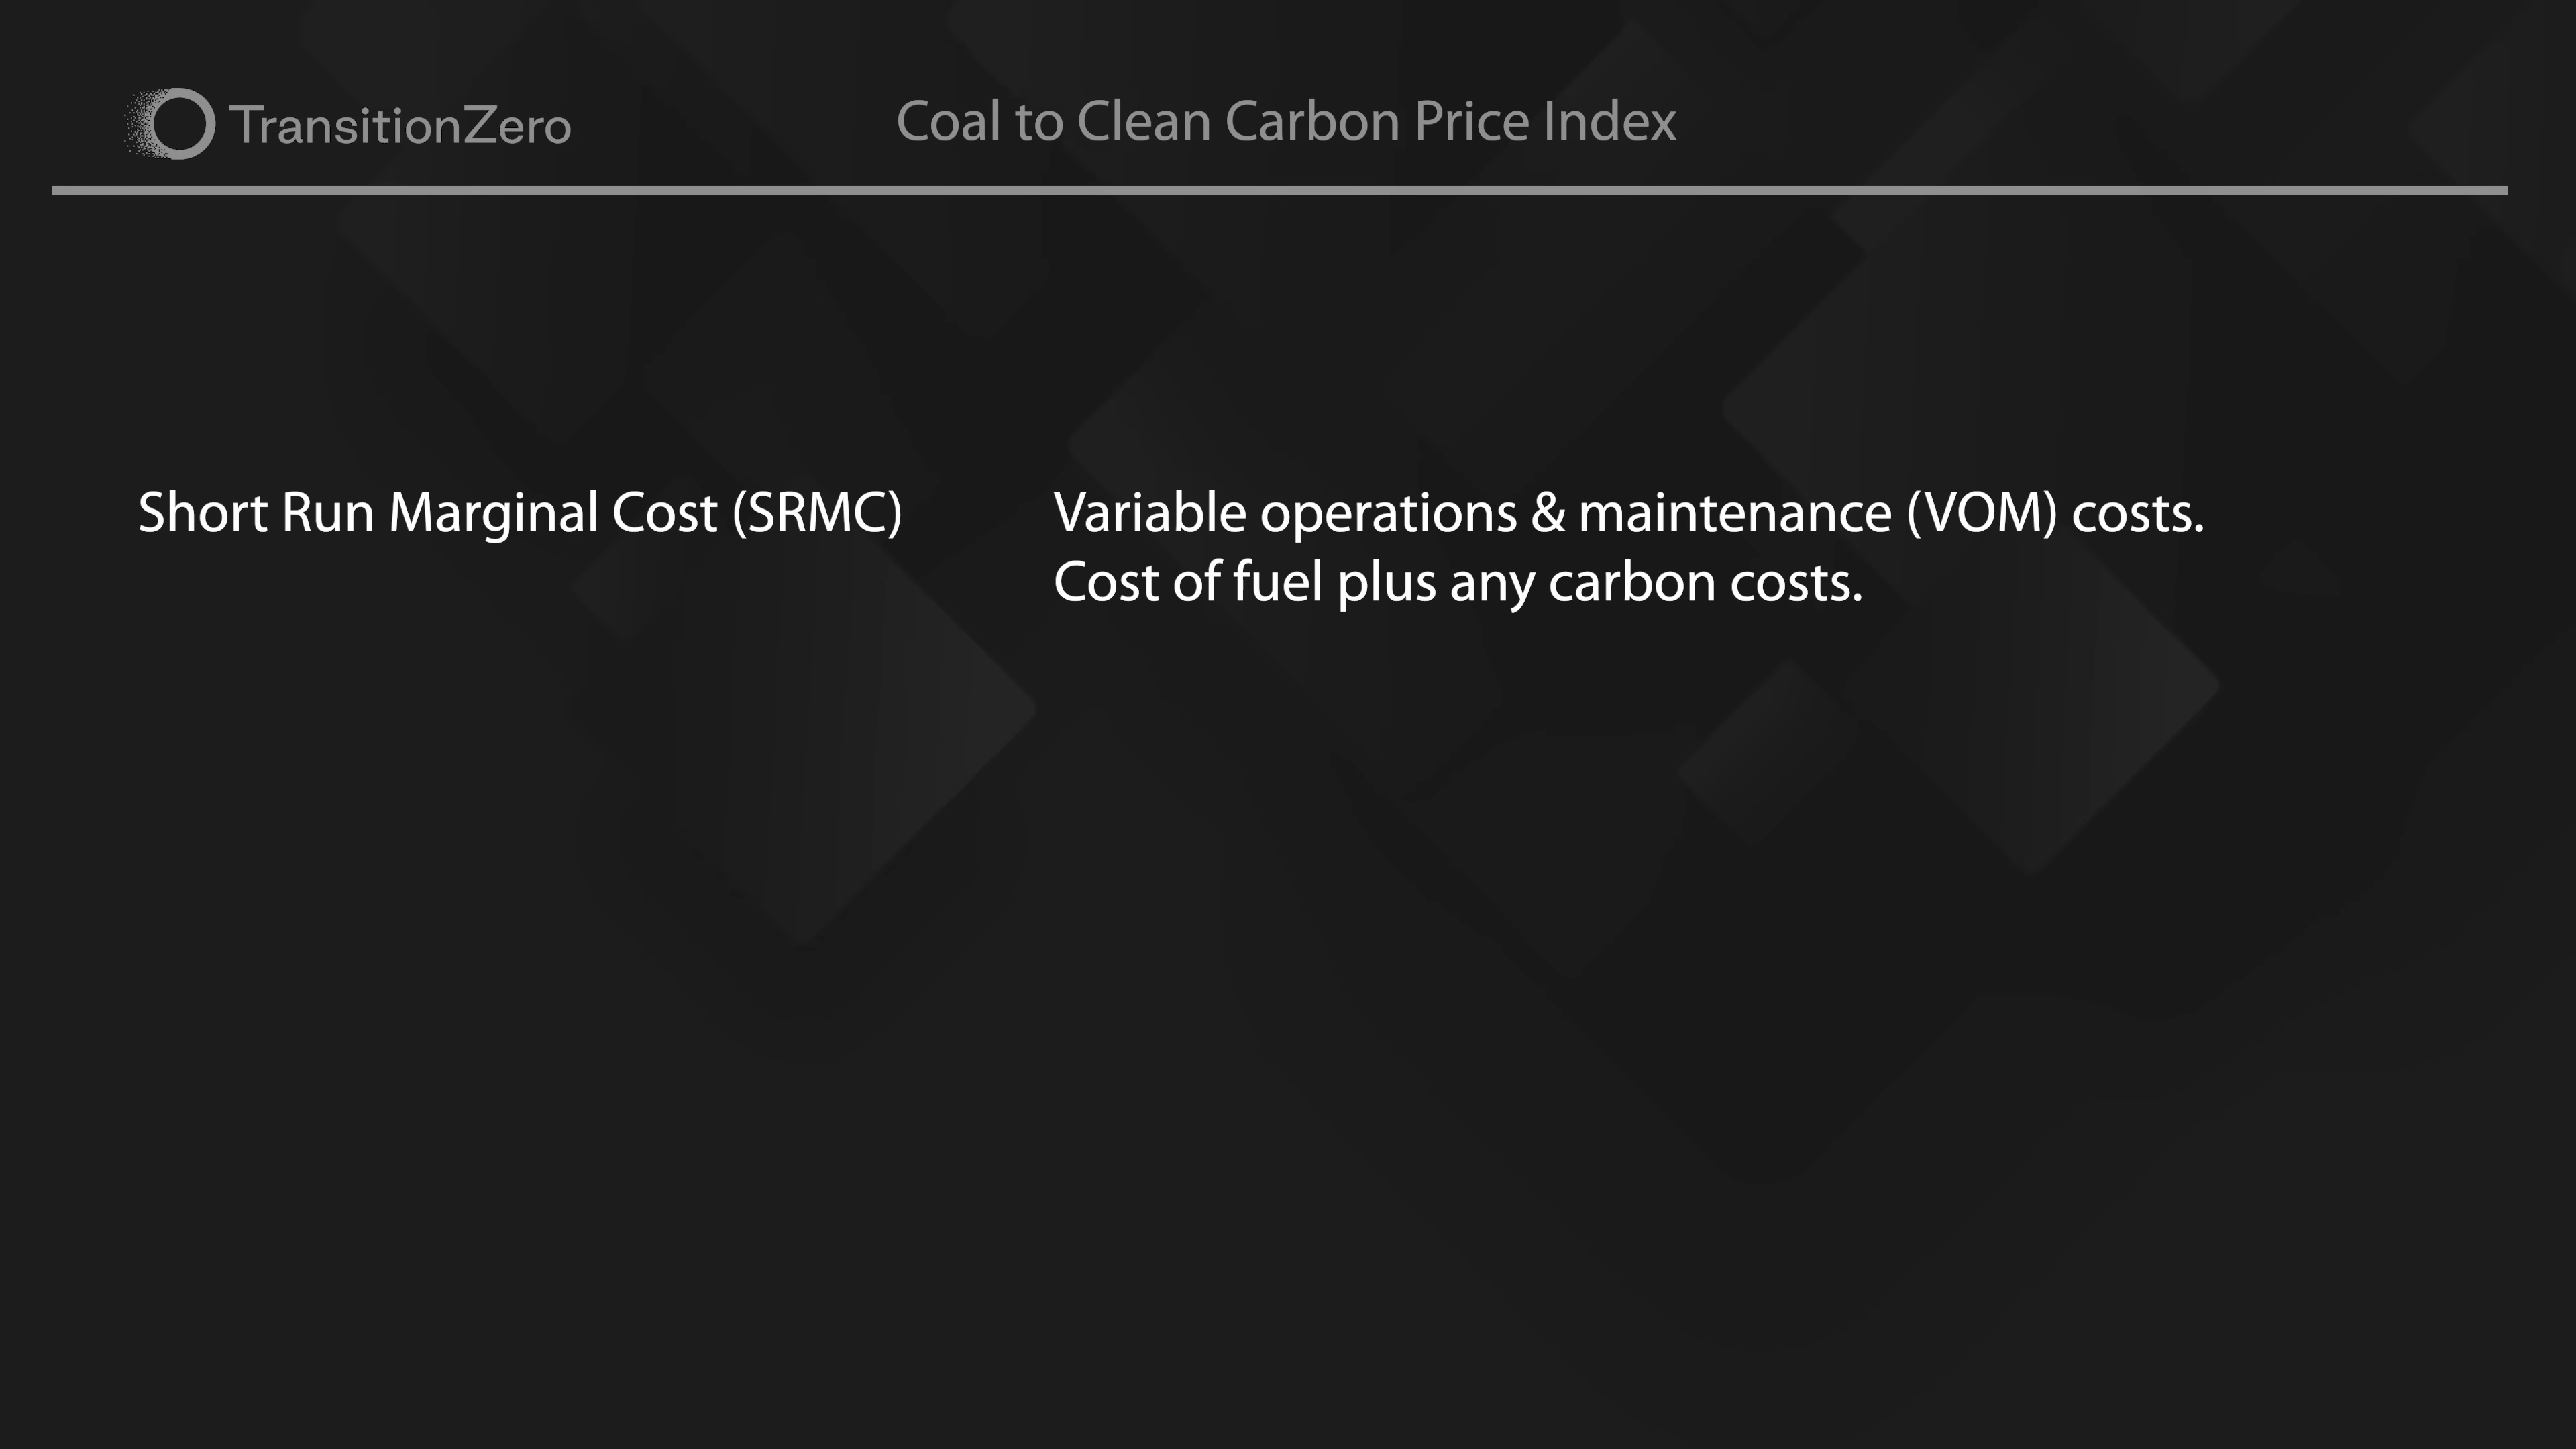 TransitionZero
Coal to Clean Carbon Price Index
Short Run Marginal Cost (SRMC)
Variable operations & maintenance (VOM) costs.
Cost of fuel plus any carbon costs.